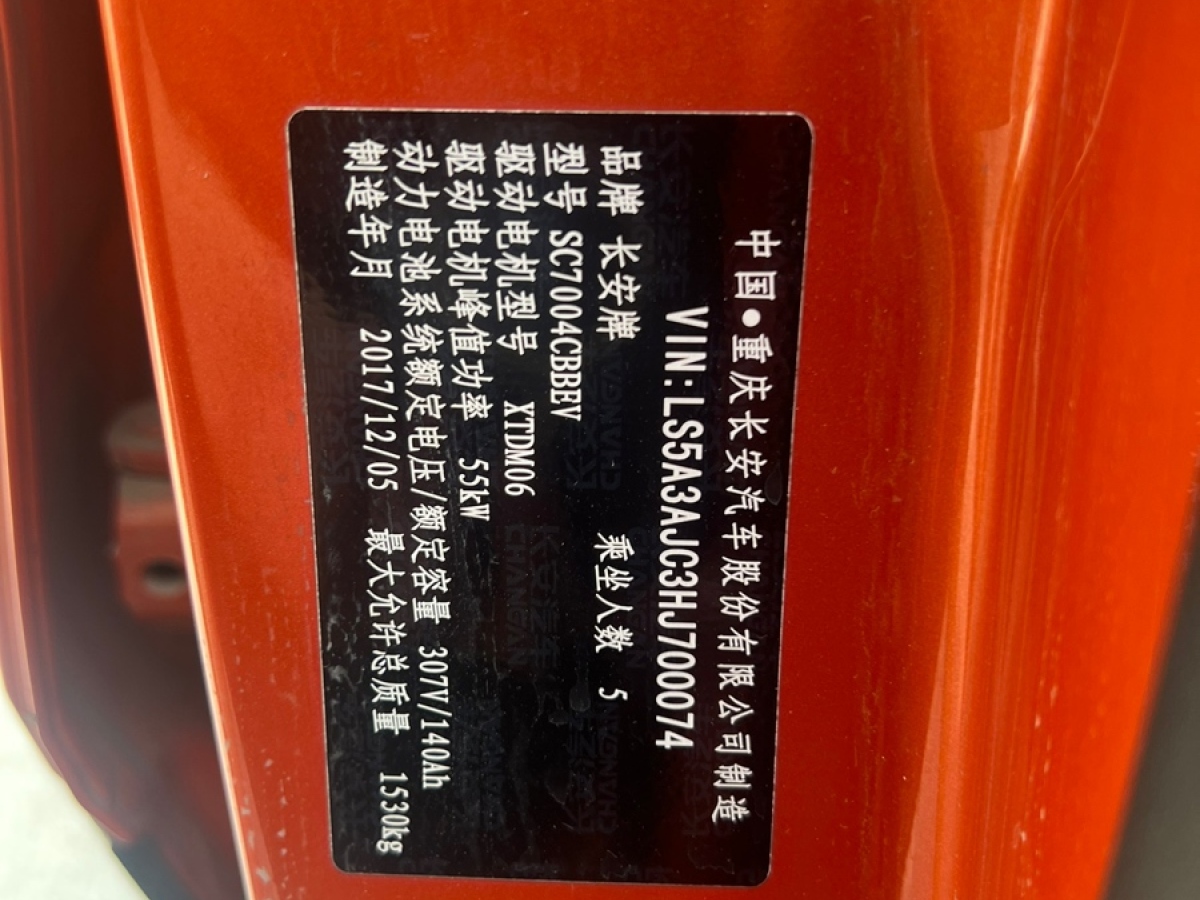 中国●重庆长安汽车股份有限公司制造
VIN:LS5A3AJC3HJ700074
品牌 长安牌 乘坐人数 5
型号 SC7004CBBEV
驱动电机型号 XTDM06
驱动电机峰值功率 55kW
动力电池系统额定电压/额定容量 307V/140Ah
制造年月 2017/12/05 最大允许总质量 1530kg